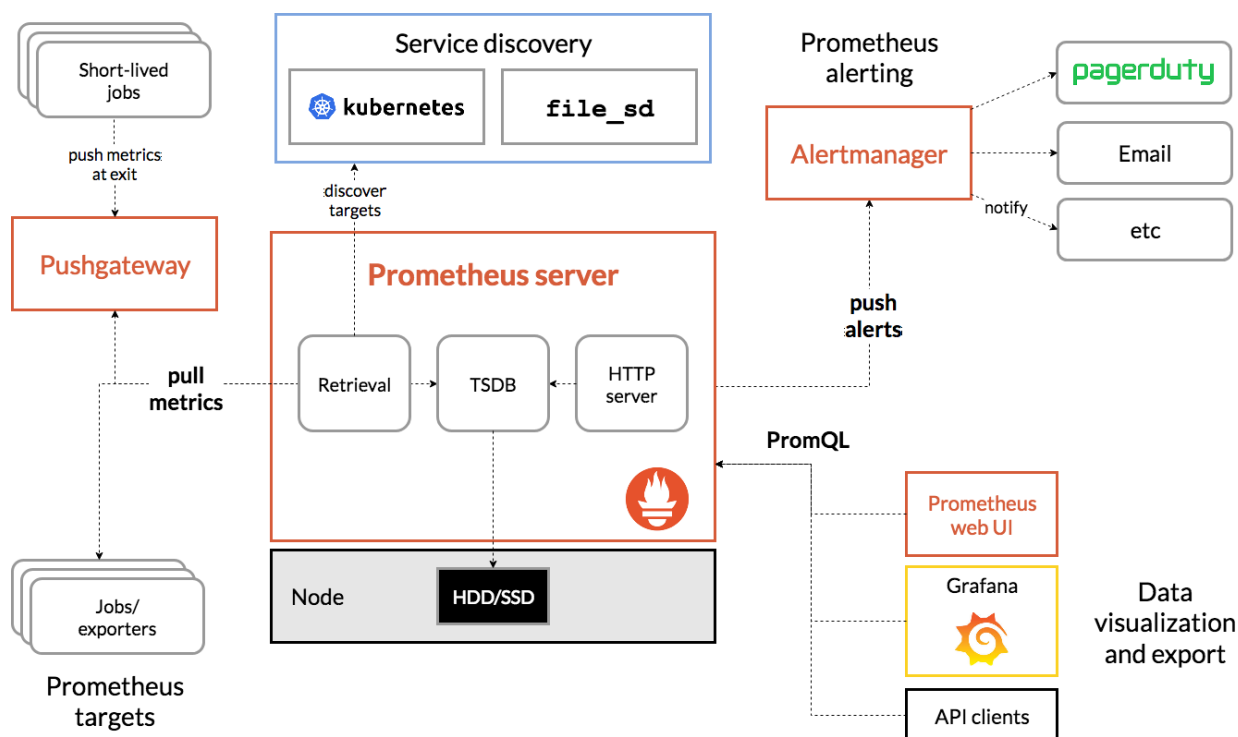 Short-lived
jobs
push metrics
at exit
Pushgateway
pull
metrics
Jobs/
exporters
Prometheus
targets
Service discovery
kubernetes
file_sd
discover
targets
Prometheus server
Retrieval
TSDB
HTTP
server
Node
HDD/SSD
Prometheus
alerting
Alertmanager
pagerduty
Email
notify
etc
push
alerts
PromQL
Prometheus
web UI
Grafana
API clients
Data
visualization
and export